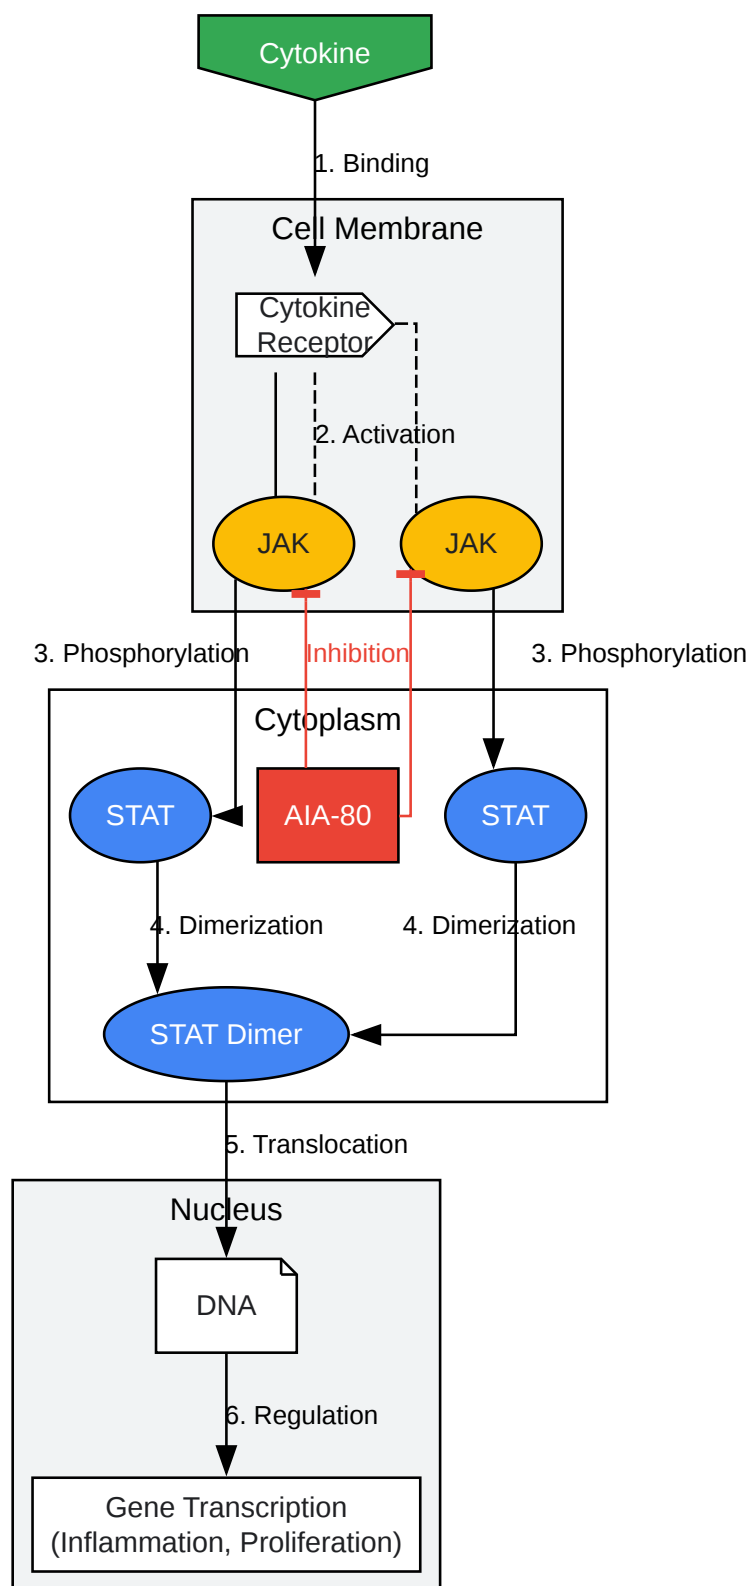 Cytokine
1. Binding
Cell Membrane
Cytokine
Receptor
2. Activation
JAK
JAK
3. Phosphorylation
Inhibition
3. Phosphorylation
Cytoplasm
STAT
AIA-80
STAT
4. Dimerization
4. Dimerization
STAT Dimer
5. Translocation
Nucleus
DNA
6. Regulation
Gene Transcription
(Inflammation, Proliferation)